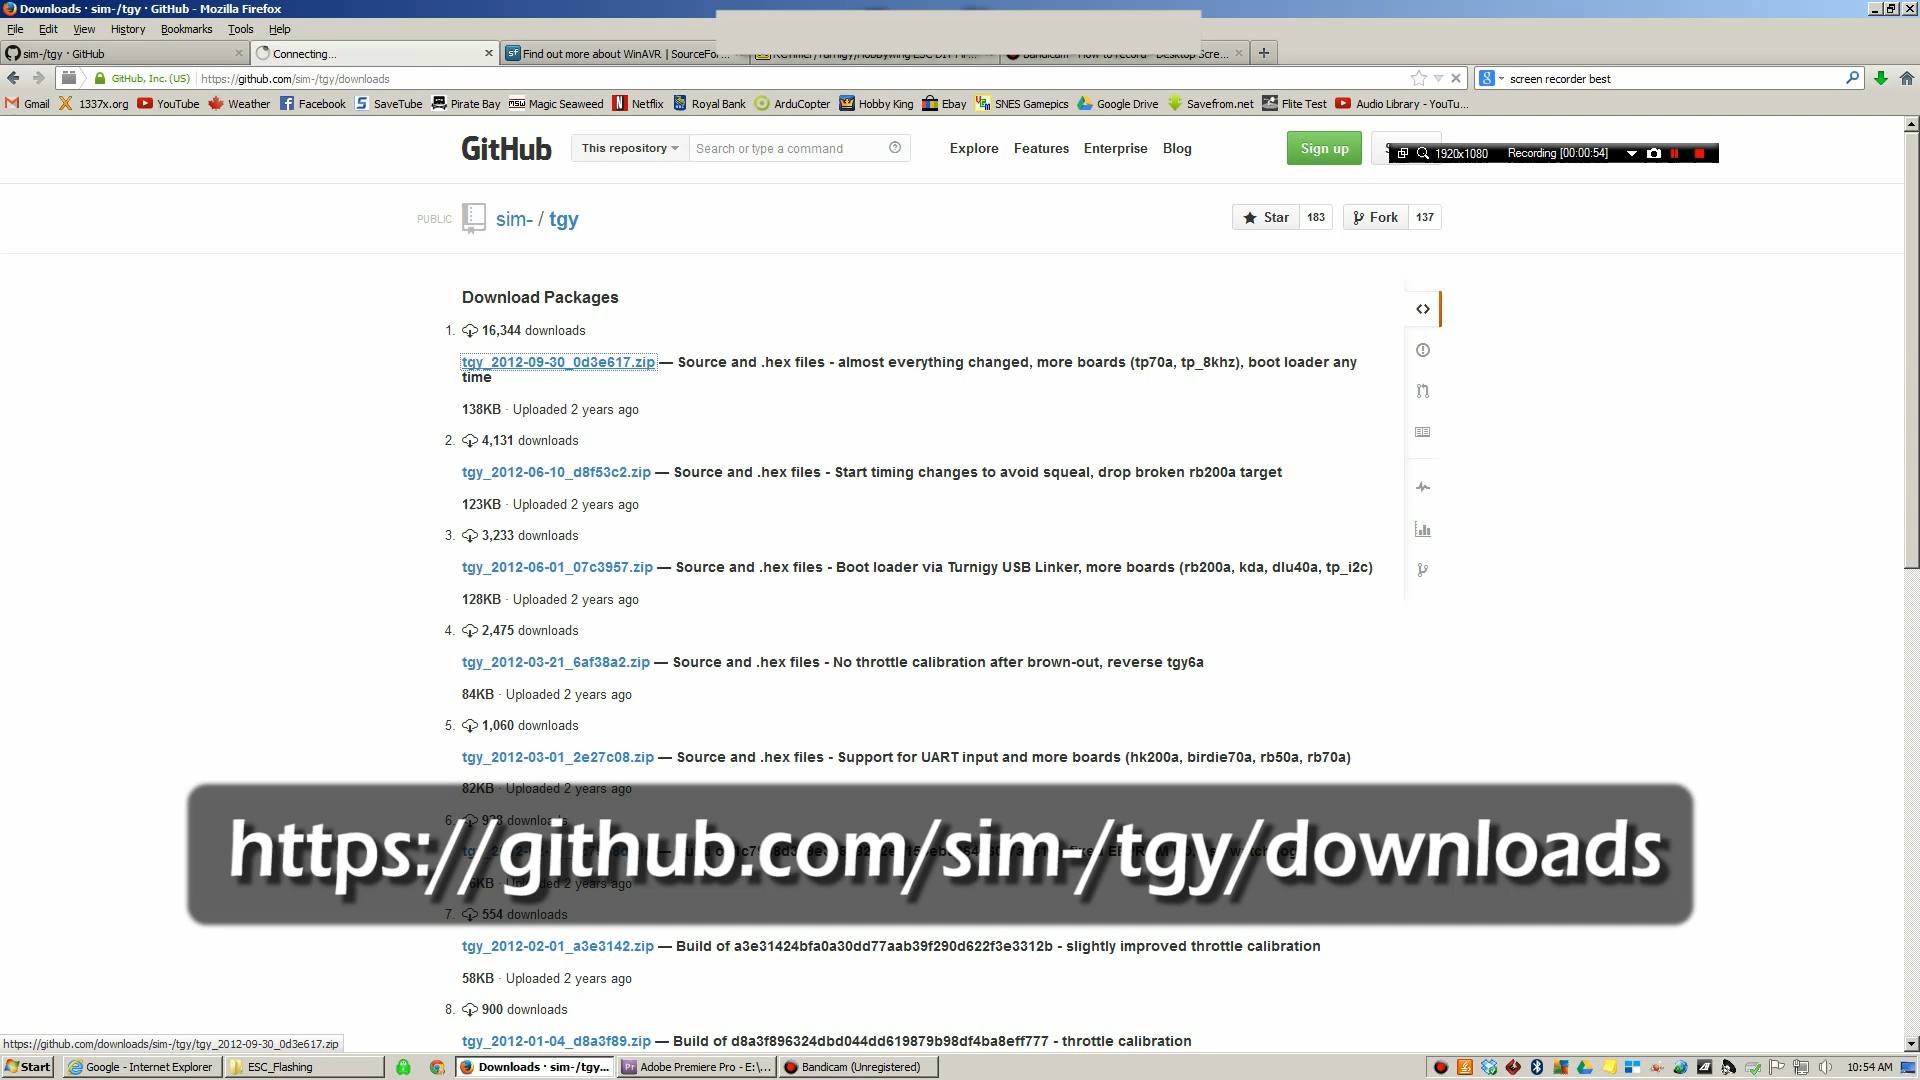 Downloads · sim-/tgy · GitHub - Mozilla Firefox
File Edit View History Bookmarks Tools Help
sim-/tgy · GitHub
Connecting...
Find out more about WinAVR | SourceFo...
Bandicam - How to Record - Desktop Scre...
GitHub, Inc. (US) https://github.com/sim-/tgy/downloads
screen recorder best
Gmail 1337x.org YouTube Weather Facebook SaveTube Pirate Bay Magic Seaweed Netflix Royal Bank ArduCopter Hobby King Ebay SNES Gamepics Google Drive Savefrom.net Flite Test Audio Library - YouTu...
GitHub This repository Search or type a command Explore Features Enterprise Blog Sign up
1920x1080 Recording [00:00:54]
PUBLIC sim- / tgy Star 183 Fork 137
Download Packages
1. 16,344 downloads
tgy_2012-09-30_0d3e617.zip — Source and .hex files - almost everything changed, more boards (tp70a, tp_8khz), boot loader any
time
138KB · Uploaded 2 years ago
2. 4,131 downloads
tgy_2012-06-10_d8f53c2.zip — Source and .hex files - Start timing changes to avoid squeal, drop broken rb200a target
123KB · Uploaded 2 years ago
3. 3,233 downloads
tgy_2012-06-01_07c3957.zip — Source and .hex files - Boot loader via Turnigy USB Linker, more boards (rb200a, kda, dlu40a, tp_i2c)
128KB · Uploaded 2 years ago
4. 2,475 downloads
tgy_2012-03-21_6af38a2.zip — Source and .hex files - No throttle calibration after brown-out, reverse tgy6a
84KB · Uploaded 2 years ago
5. 1,060 downloads
tgy_2012-03-01_2e27c08.zip — Source and .hex files - Support for UART input and more boards (hk200a, birdie70a, rb50a, rb70a)
82KB · Uploaded 2 years ago
6. downloads
https://github.com/sim-/tgy/downloads
Uploaded 2 years ago
7. 554 downloads
tgy_2012-02-01_a3e3142.zip — Build of a3e31424bfa0a30dd77aab39f290d622f3e3312b - slightly improved throttle calibration
58KB · Uploaded 2 years ago
8. 900 downloads
tgy_2012-01-04_d8a3f89.zip — Build of d8a3f896324dbd044dd619879b98df4ba8eff777 - throttle calibration
https://github.com/downloads/sim-/tgy/tgy_2012-09-30_0d3e617.zip
Start Google - Internet Explorer ESC_Flashing Downloads · sim-/tgy... Adobe Premiere Pro - E:\... Bandicam (Unregistered) 10:54 AM